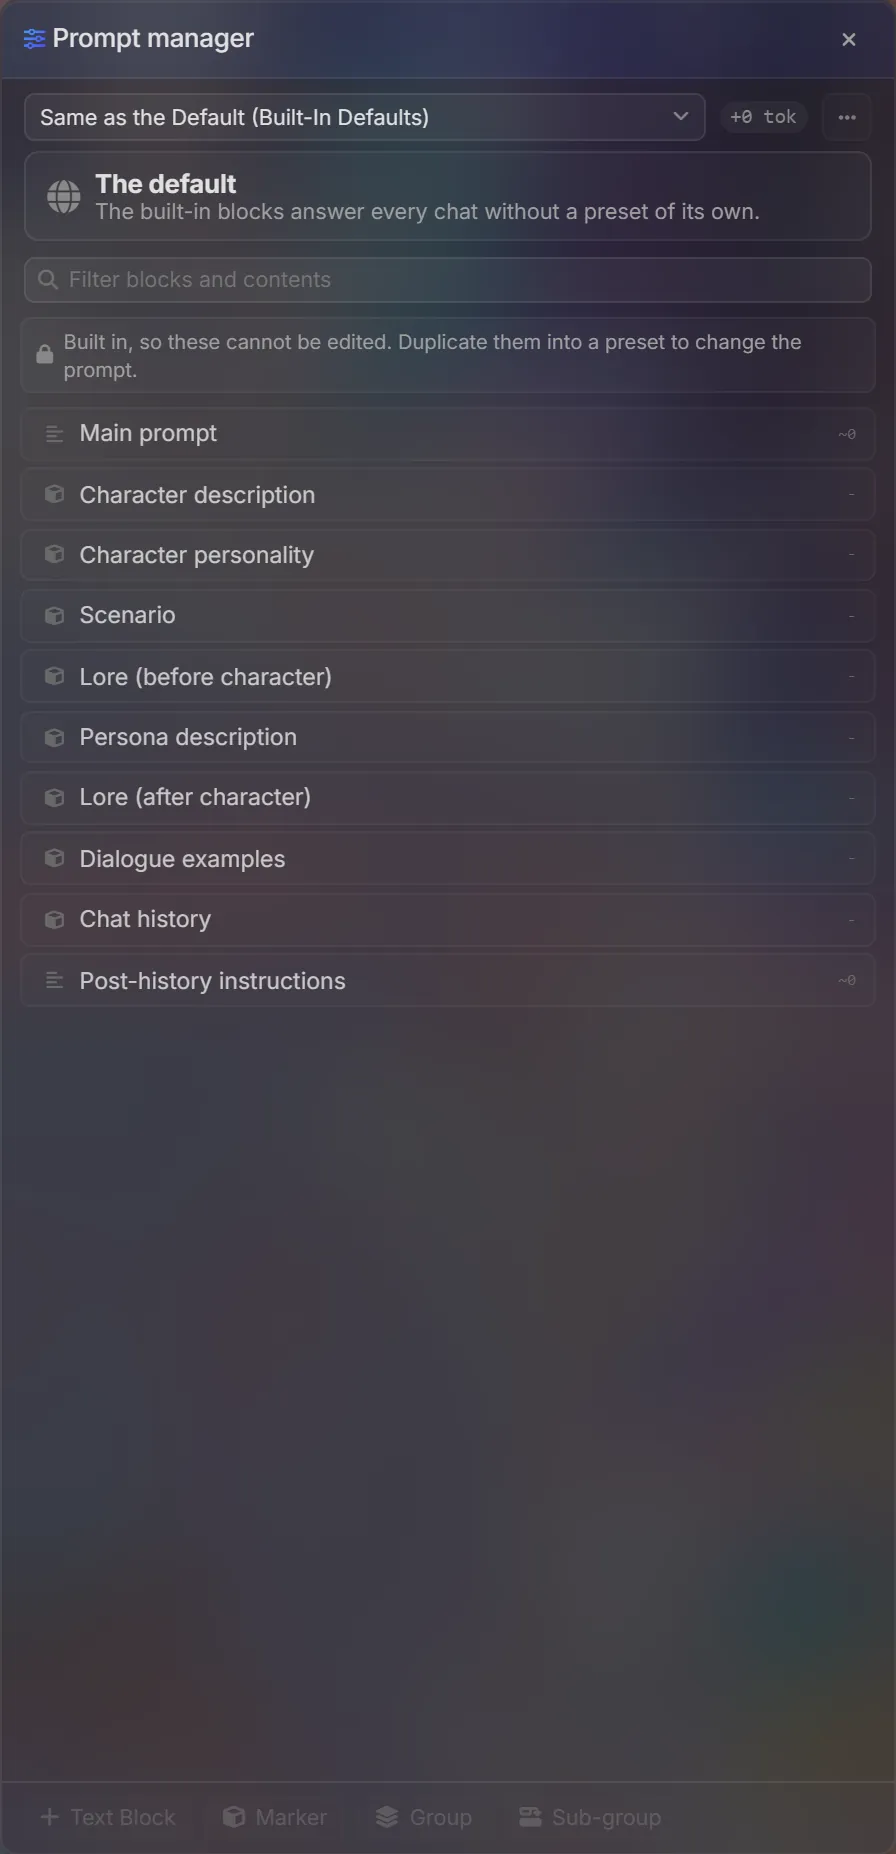 Prompt manager
Same as the Default (Built-In Defaults)
+0 tok
The default
The built-in blocks answer every chat without a preset of its own.
Filter blocks and contents
Built in, so these cannot be edited. Duplicate them into a preset to change the
prompt.
Main prompt ~0
Character description -
Character personality -
Scenario -
Lore (before character) -
Persona description -
Lore (after character) -
Dialogue examples -
Chat history -
Post-history instructions ~0
+ Text Block Marker Group Sub-group